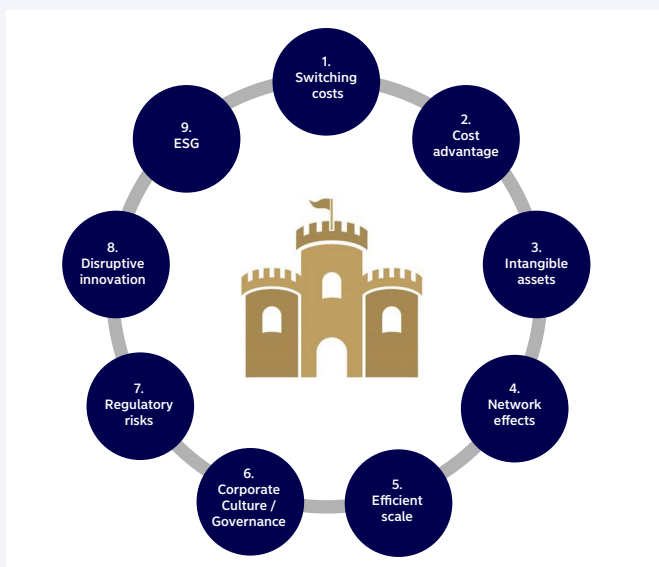 1.
Switching
costs
2.
Cost
advantage
3.
Intangible
assets
4.
Network
effects
5.
Efficient
scale
6.
Corporate
Culture /
Governance
7.
Regulatory
risks
8.
Disruptive
innovation
9.
ESG